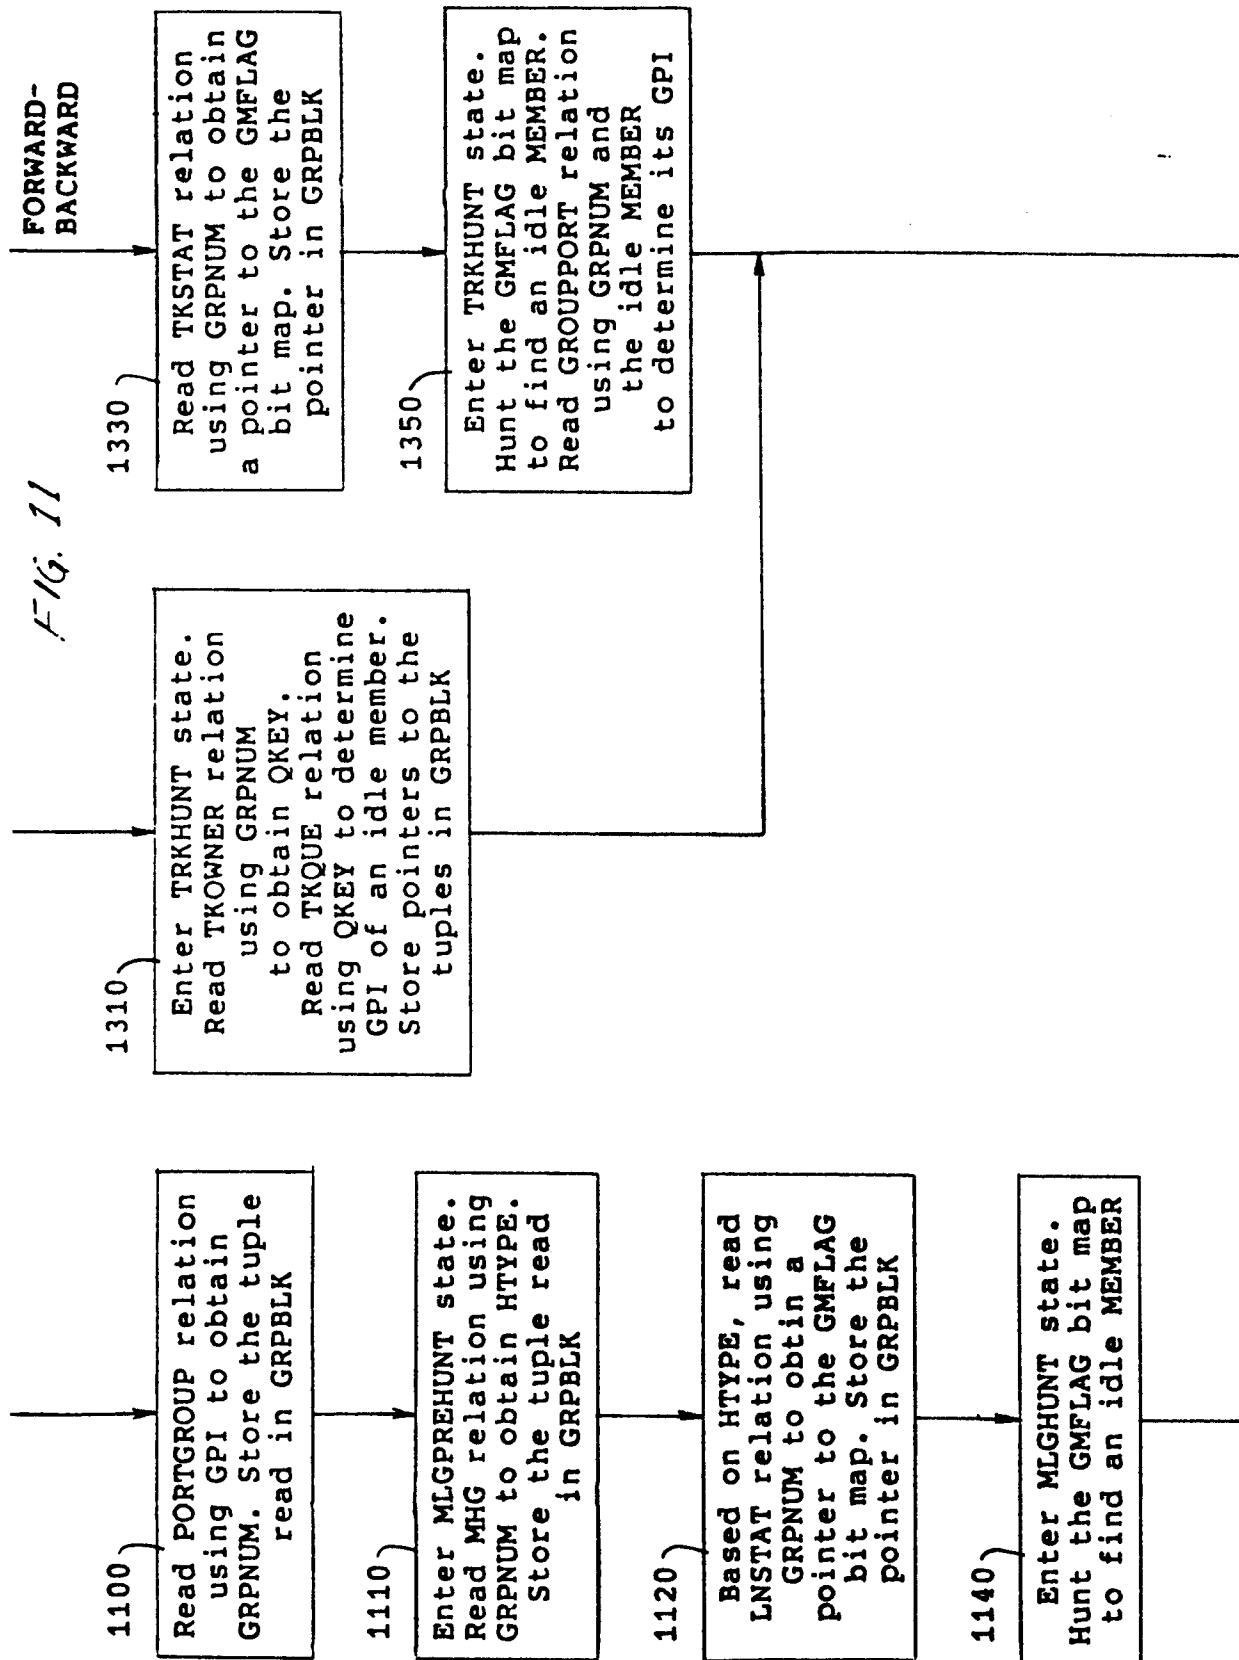 FIG. 11
1100
Read PORTGROUP relation
using GPI to obtain
GRPNUM. Store the tuple
read in GRPBLK
1110
Enter MLGPREHUNT state.
Read MHG relation using
GRPNUM to obtain HTYPE.
Store the tuple read
in GRPBLK
1120
Based on HTYPE, read
LNSTAT relation using
GRPNUM to obtin a
pointer to the GMFLAG
bit map. Store the
pointer in GRPBLK
1140
Enter MLGHUNT state.
Hunt the GMFLAG bit map
to find an idle MEMBER
1310
Enter TRKHUNT state.
Read TKOWNER relation
using GRPNUM
to obtain QKEY.
Read TKQUE relation
using QKEY to determine
GPI of an idle member.
Store pointers to the
tuples in GRPBLK
FORWARD-
BACKWARD
1330
Read TKSTAT relation
using GRPNUM to obtain
a pointer to the GMFLAG
bit map. Store the
pointer in GRPBLK
1350
Enter TRKHUNT state.
Hunt the GMFLAG bit map
to find an idle MEMBER.
Read GROUPPORT relation
using GRPNUM and
the idle MEMBER
to determine its GPI